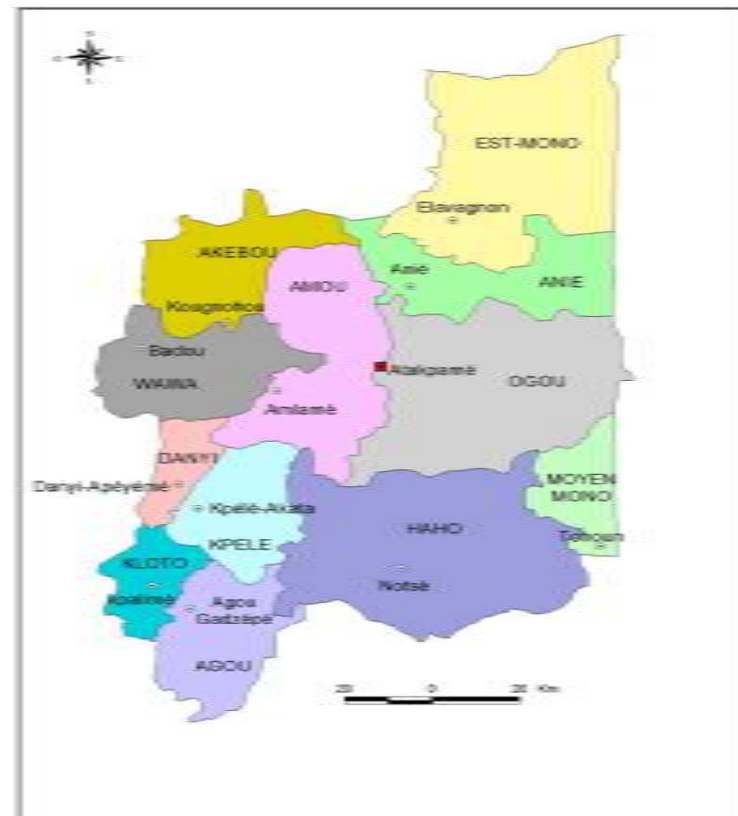 EST-MONO
Elavagnon
AKEBOU
Anié
ANIE
AMOU
Badou
Atakpamé
OGOU
WAWA
Amlamé
DANYI
MOYEN
MONO
Danyi-Apéyémé
Kpélé-Akata
HAHO
KPELE
Tohoun
KLOTO
Notsè
Kpalimé
Agou
Gadzépé
AGOU
20
0
20 Km